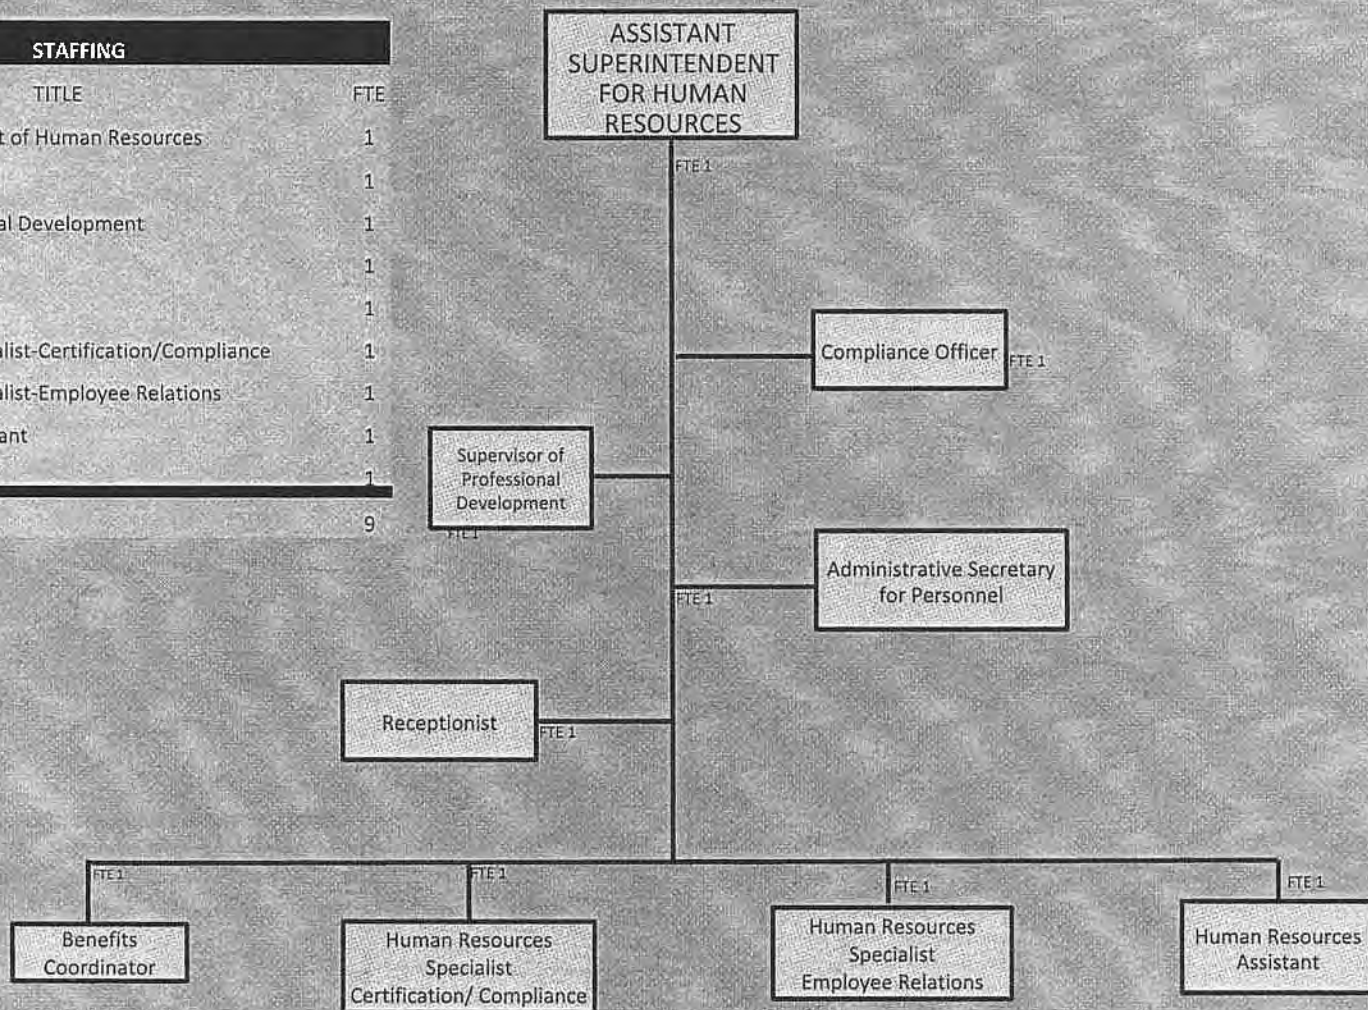 STAFFING
TITLE FTE
t of Human Resources 1
1
al Development 1
1
1
alist-Certification/Compliance 1
alist-Employee Relations 1
ant 1
1
9
ASSISTANT
SUPERINTENDENT
FOR HUMAN
RESOURCES
FTE 1
Compliance Officer
FTE 1
Supervisor of
Professional
Development
FTE 1
Administrative Secretary
for Personnel
FTE 1
Receptionist
FTE 1
FTE 1
Benefits
Coordinator
FTE 1
Human Resources
Specialist
Certification/ Compliance
FTE 1
Human Resources
Specialist
Employee Relations
FTE 1
Human Resources
Assistant